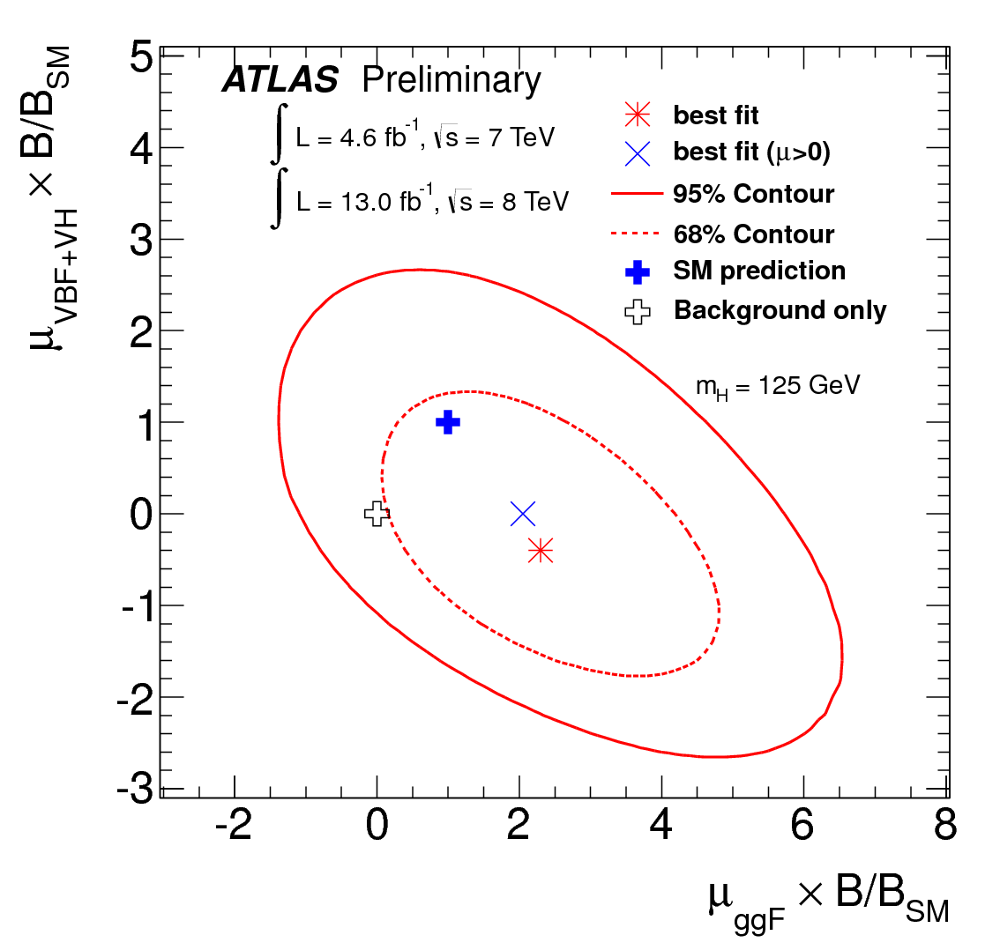 ATLAS Preliminary
∫ L = 4.6 fb⁻¹, √s = 7 TeV
∫ L = 13.0 fb⁻¹, √s = 8 TeV
best fit
best fit (μ>0)
95% Contour
68% Contour
SM prediction
Background only
m_H = 125 GeV
μ_VBF+VH × B/B_SM
5
4
3
2
1
0
-1
-2
-3
-2 0 2 4 6 8
μ_ggF × B/B_SM